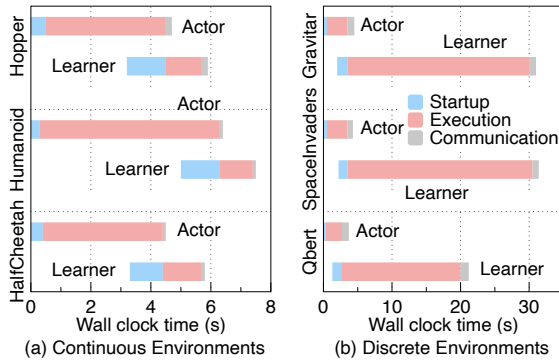 Hopper
Actor
Learner
Humanoid
Actor
Learner
HalfCheetah
Actor
Learner
0 2 4 6 8
Wall clock time (s)
(a) Continuous Environments
Gravitar
Actor
Learner
Startup
Execution
Communication
SpaceInvaders
Actor
Learner
Qbert
Actor
Learner
0 10 20 30
Wall clock time (s)
(b) Discrete Environments